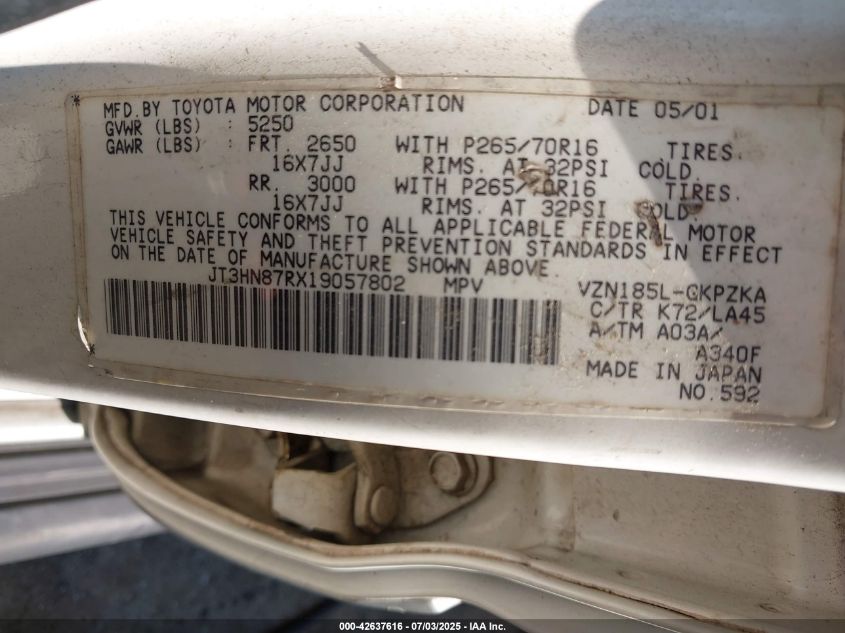 MFD. BY TOYOTA MOTOR CORPORATION DATE 05/01
GVWR (LBS) : 5250
GAWR (LBS) : FRT. 2650 WITH P265/70R16 TIRES.
16X7JJ RIMS. AT 32PSI COLD.
RR. 3000 WITH P265/70R16 TIRES.
16X7JJ RIMS. AT 32PSI COLD.
THIS VEHICLE CONFORMS TO ALL APPLICABLE FEDERAL MOTOR
VEHICLE SAFETY AND THEFT PREVENTION STANDARDS IN EFFECT
ON THE DATE OF MANUFACTURE SHOWN ABOVE.
JT3HN87RX19057802 MPV VZN185L-GKPZKA
C/TR K72/LA45
A/TM A03A/
A340F
MADE IN JAPAN
NO.592
000-42637616 - 07/03/2025 - IAA Inc.